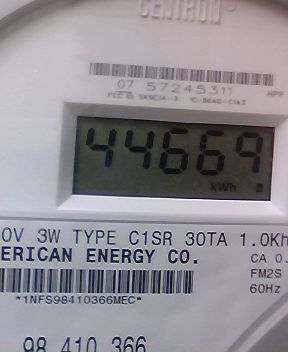 CENTRON
07 57245311
44669
kWh
0V 3W TYPE C1SR 30TA 1.0Kh
ERICAN ENERGY CO.
CA 0.
FM2S
60Hz
*1NFS98410366MEC*
98 410 366